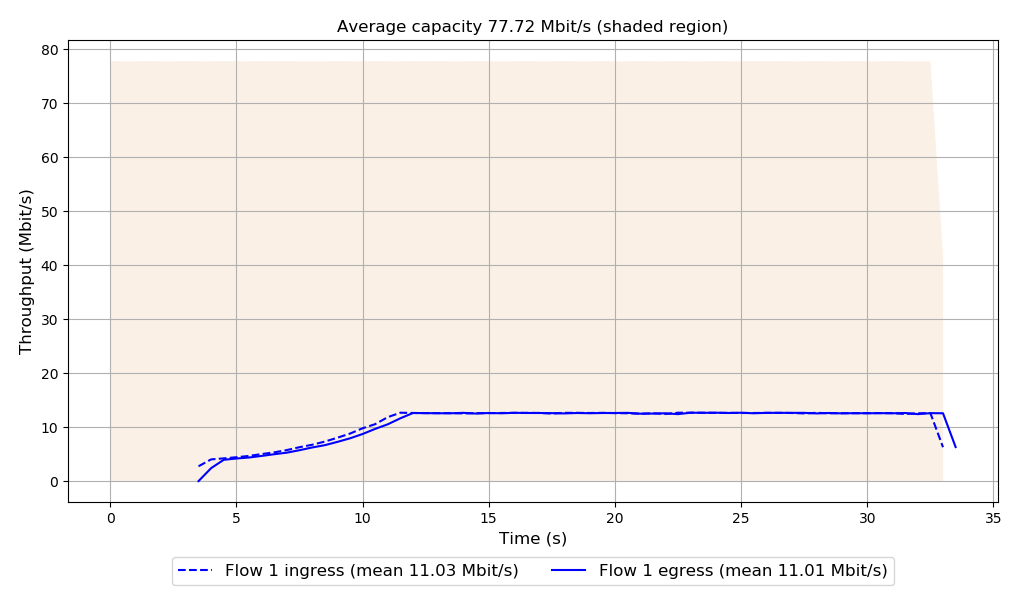 Average capacity 77.72 Mbit/s (shaded region)
80
70
60
50
40
30
20
10
0
Throughput (Mbit/s)
0 5 10 15 20 25 30 35
Time (s)
Flow 1 ingress (mean 11.03 Mbit/s) Flow 1 egress (mean 11.01 Mbit/s)